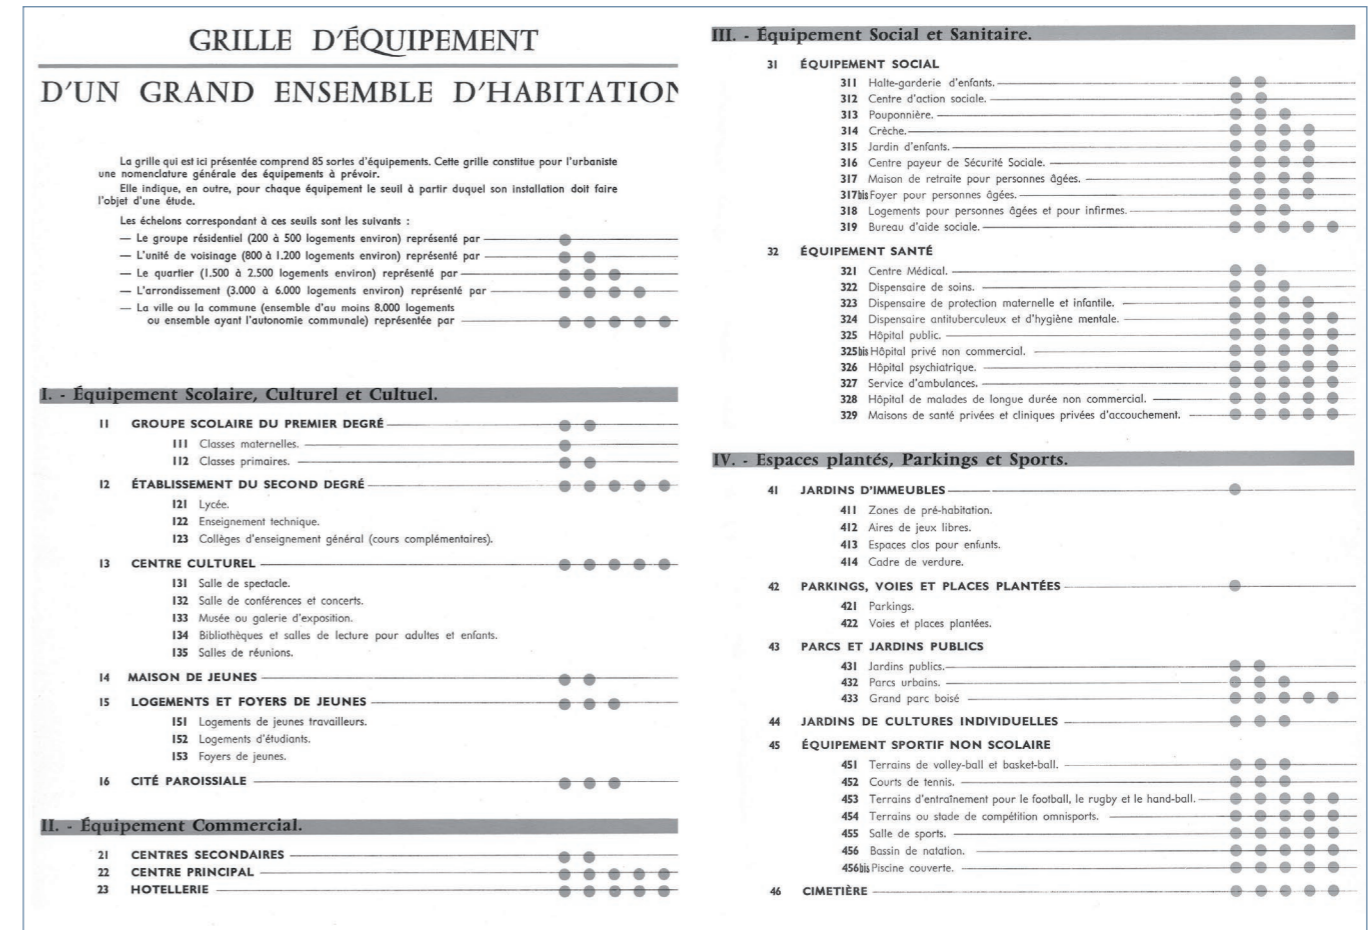 GRILLE D'ÉQUIPEMENT
D'UN GRAND ENSEMBLE D'HABITATION
La grille qui est ici présentée comprend 85 sortes d'équipements. Cette grille constitue pour l'urbaniste
une nomenclature générale des équipements à prévoir.
Elle indique, en outre, pour chaque équipement le seuil à partir duquel son installation doit faire
l'objet d'une étude.
Les échelons correspondant à ces seuils sont les suivants :
— Le groupe résidentiel (200 à 500 logements environ) représenté par
— L'unité de voisinage (800 à 1.200 logements environ) représentée par
— Le quartier (1.500 à 2.500 logements environ) représenté par
— L'arrondissement (3.000 à 6.000 logements environ) représenté par
— La ville ou la commune (ensemble d'au moins 8.000 logements
ou ensemble ayant l'autonomie communale) représentée par
I. - Équipement Scolaire, Culturel et Cultuel.
11 GROUPE SCOLAIRE DU PREMIER DEGRÉ
111 Classes maternelles.
112 Classes primaires.
12 ÉTABLISSEMENT DU SECOND DEGRÉ
121 Lycée.
122 Enseignement technique.
123 Collèges d'enseignement général (cours complémentaires).
13 CENTRE CULTUREL
131 Salle de spectacle.
132 Salle de conférences et concerts.
133 Musée ou galerie d'exposition.
134 Bibliothèques et salles de lecture pour adultes et enfants.
135 Salles de réunions.
14 MAISON DE JEUNES
15 LOGEMENTS ET FOYERS DE JEUNES
151 Logements de jeunes travailleurs.
152 Logements d'étudiants.
153 Foyers de jeunes.
16 CITÉ PAROISSIALE
II. - Équipement Commercial.
21 CENTRES SECONDAIRES
22 CENTRE PRINCIPAL
23 HOTELLERIE
III. - Équipement Social et Sanitaire.
31 ÉQUIPEMENT SOCIAL
311 Halte-garderie d'enfants.
312 Centre d'action sociale.
313 Pouponnière.
314 Crèche.
315 Jardin d'enfants.
316 Centre payeur de Sécurité Sociale.
317 Maison de retraite pour personnes âgées.
317bis Foyer pour personnes âgées.
318 Logements pour personnes âgées et pour infirmes.
319 Bureau d'aide sociale.
32 ÉQUIPEMENT SANTÉ
321 Centre Médical.
322 Dispensaire de soins.
323 Dispensaire de protection maternelle et infantile.
324 Dispensaire antituberculeux et d'hygiène mentale.
325 Hôpital public.
325bis Hôpital privé non commercial.
326 Hôpital psychiatrique.
327 Service d'ambulances.
328 Hôpital de malades de longue durée non commercial.
329 Maisons de santé privées et cliniques privées d'accouchement.
IV. - Espaces plantés, Parkings et Sports.
41 JARDINS D'IMMEUBLES
411 Zones de pré-habitation.
412 Aires de jeux libres.
413 Espaces clos pour enfants.
414 Cadre de verdure.
42 PARKINGS, VOIES ET PLACES PLANTÉES
421 Parkings.
422 Voies et places plantées.
43 PARCS ET JARDINS PUBLICS
431 Jardins publics.
432 Parcs urbains.
433 Grand parc boisé
44 JARDINS DE CULTURES INDIVIDUELLES
45 ÉQUIPEMENT SPORTIF NON SCOLAIRE
451 Terrains de volley-ball et basket-ball.
452 Courts de tennis.
453 Terrains d'entraînement pour le football, le rugby et le hand-ball.
454 Terrains ou stade de compétition omnisports.
455 Salle de sports.
456 Bassin de natation.
456bis Piscine couverte.
46 CIMETIÈRE